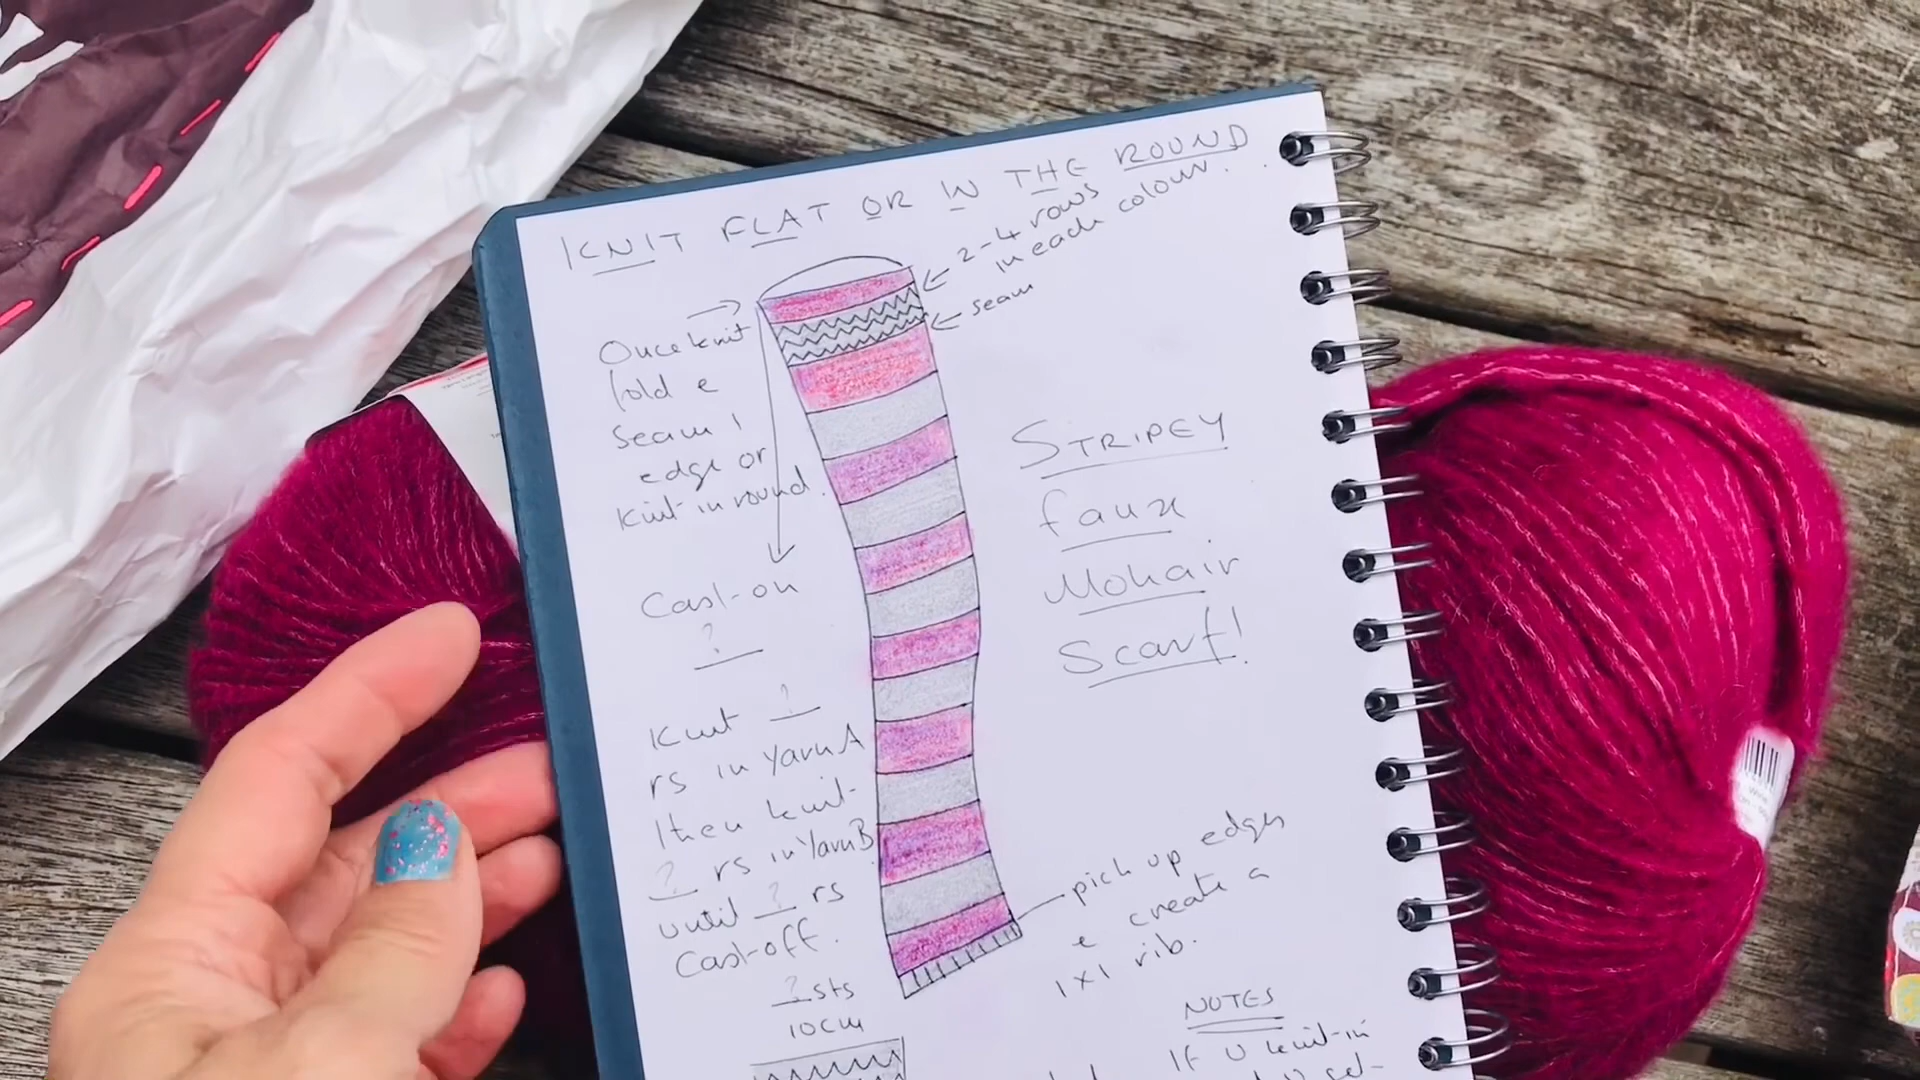 KNIT FLAT OR IN THE ROUND
2-4 rows
in each colour.
seam
Once knit
fold e
seam 1
edge or
knit in round.
Cast-on
?
STRIPEY
faux
Mohair
Scarf!
Knit ?
rs in Yarn A
then knit
? rs in Yarn B
until ? rs
Cast-off.
? sts
10cm
pick up edges
e create a
1x1 rib.
NOTES
If U knit-in